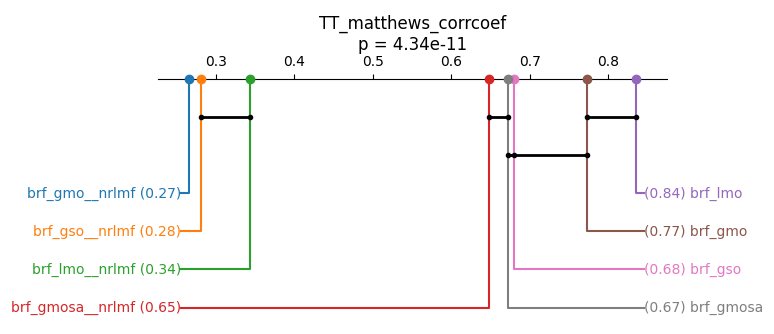 TT_matthews_corrcoef
p = 4.34e-11
0.3 0.4 0.5 0.6 0.7 0.8
brf_gmo__nrlmf (0.27) (0.84) brf_lmo
brf_gso__nrlmf (0.28) (0.77) brf_gmo
brf_lmo__nrlmf (0.34) (0.68) brf_gso
brf_gmosa__nrlmf (0.65) (0.67) brf_gmosa